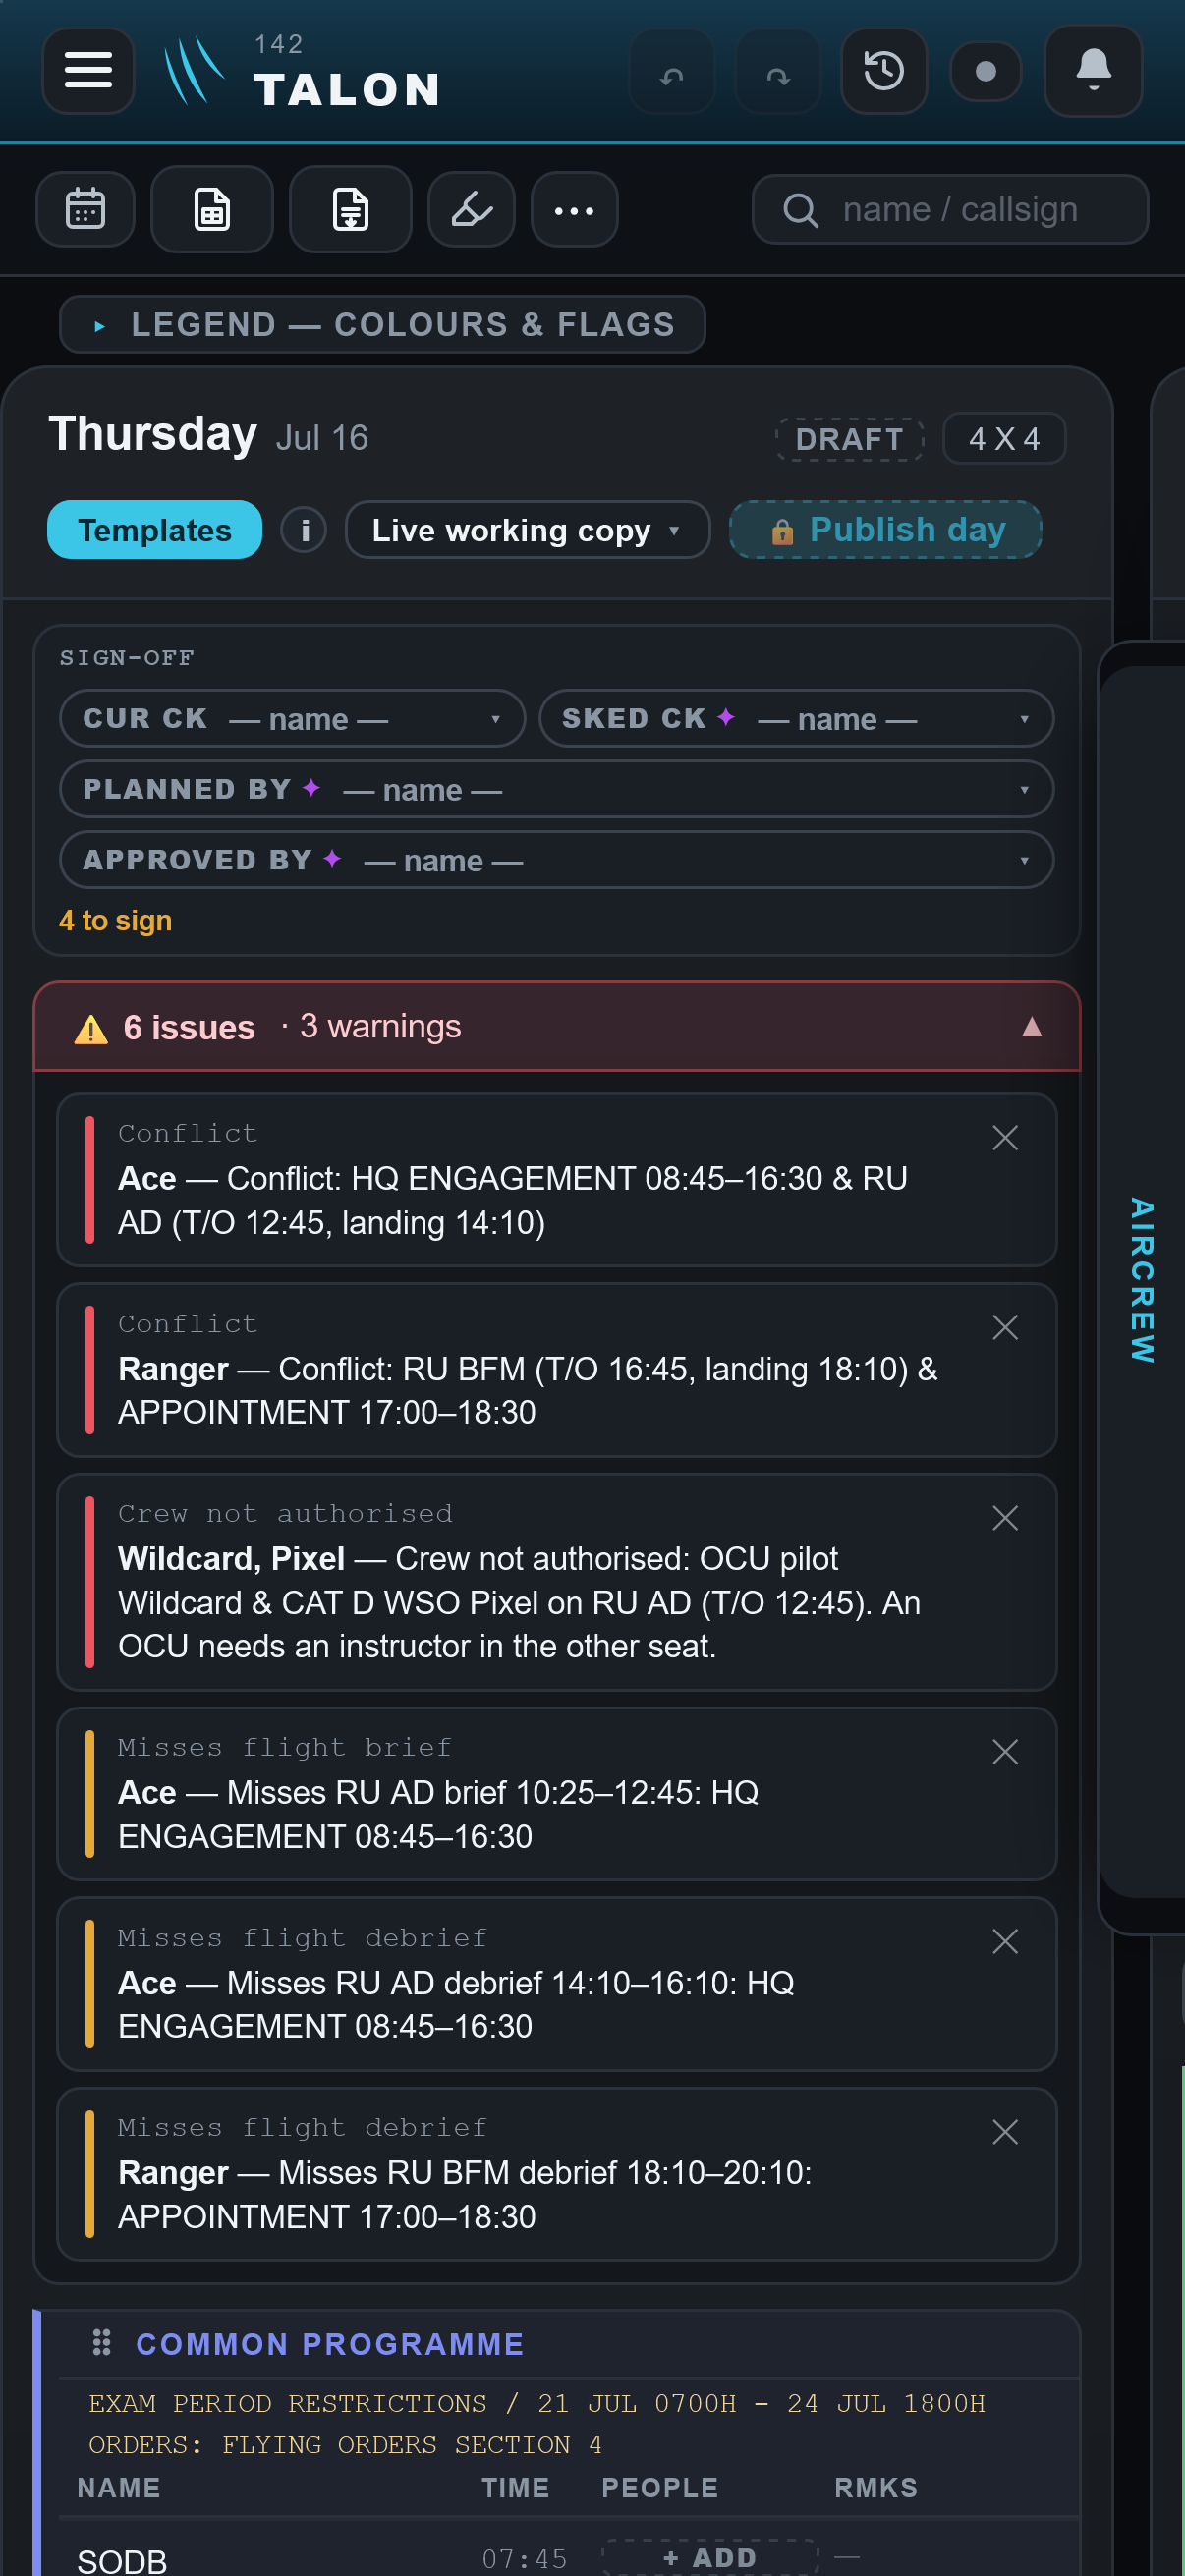 142
TALON
name / callsign
▸ LEGEND — COLOURS & FLAGS
Thursday Jul 16 DRAFT 4 X 4
Templates i Live working copy ▾ 🔒 Publish day
SIGN-OFF
CUR CK — name — ▾ SKED CK ✦ — name — ▾
PLANNED BY ✦ — name — ▾
APPROVED BY ✦ — name — ▾
4 to sign
⚠️ 6 issues · 3 warnings ▲
Conflict
Ace — Conflict: HQ ENGAGEMENT 08:45–16:30 & RU
AD (T/O 12:45, landing 14:10)
Conflict
Ranger — Conflict: RU BFM (T/O 16:45, landing 18:10) &
APPOINTMENT 17:00–18:30
Crew not authorised
Wildcard, Pixel — Crew not authorised: OCU pilot
Wildcard & CAT D WSO Pixel on RU AD (T/O 12:45). An
OCU needs an instructor in the other seat.
Misses flight brief
Ace — Misses RU AD brief 10:25–12:45: HQ
ENGAGEMENT 08:45–16:30
Misses flight debrief
Ace — Misses RU AD debrief 14:10–16:10: HQ
ENGAGEMENT 08:45–16:30
Misses flight debrief
Ranger — Misses RU BFM debrief 18:10–20:10:
APPOINTMENT 17:00–18:30
AIRCREW
COMMON PROGRAMME
EXAM PERIOD RESTRICTIONS / 21 JUL 0700H - 24 JUL 1800H
ORDERS: FLYING ORDERS SECTION 4
NAME TIME PEOPLE RMKS
SODB 07:45 + ADD —